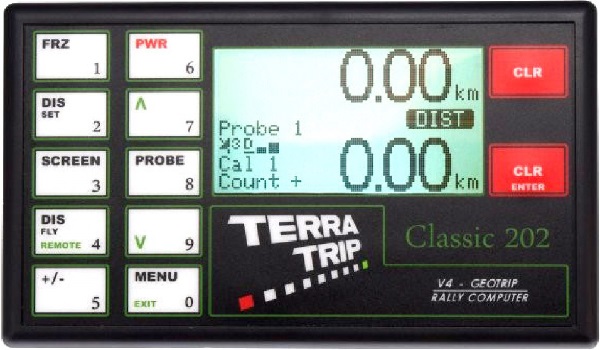 FRZ
1
PWR
6
DIS
SET
2
Λ
7
SCREEN
3
PROBE
8
DIS
FLY
REMOTE 4
V
9
+/-
5
MENU
EXIT 0
0.00 km
DIST
Probe 1
3D
Cal 1
Count +
0.00 km
CLR
CLR
ENTER
TERRA
TRIP
Classic 202
V4 - GEOTRIP
RALLY COMPUTER